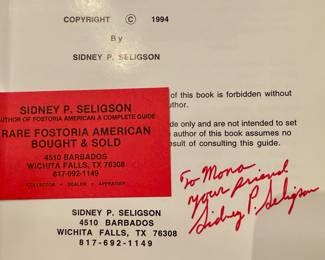 COPYRIGHT © 1994
By
SIDNEY P. SELIGSON
of this book is forbidden without
uthor.
de only and are not intended to set
e author of this book assumes no
esult of consulting this guide.
SIDNEY P. SELIGSON
AUTHOR OF FOSTORIA AMERICAN A COMPLETE GUIDE
RARE FOSTORIA AMERICAN
BOUGHT & SOLD
4510 BARBADOS
WICHITA FALLS, TX 76308
817-692-1149
COLLECTOR - DEALER - APPRAISER
To Mona
your friend
Sidney P. Seligson
SIDNEY P. SELIGSON
4510 BARBADOS
WICHITA FALLS, TX 76308
817-692-1149